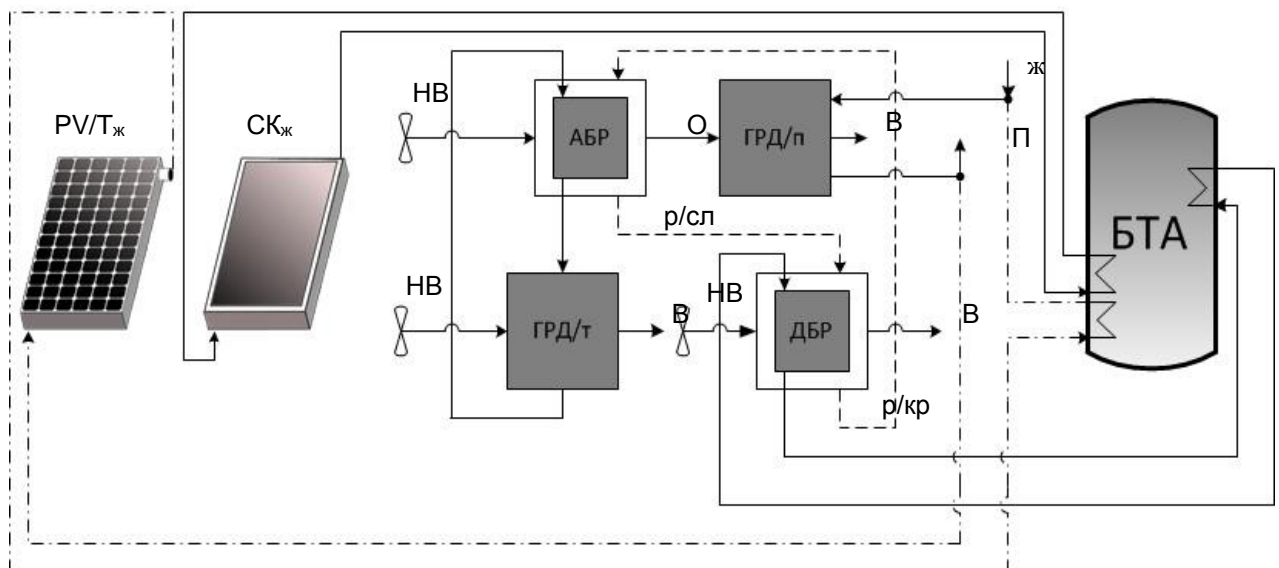 ж
НВ
PV/Tж
СКж
О
В
П
АБР
ГРД/п
р/сл
БТА
НВ
В
НВ
В
ГРД/т
ДБР
р/кр